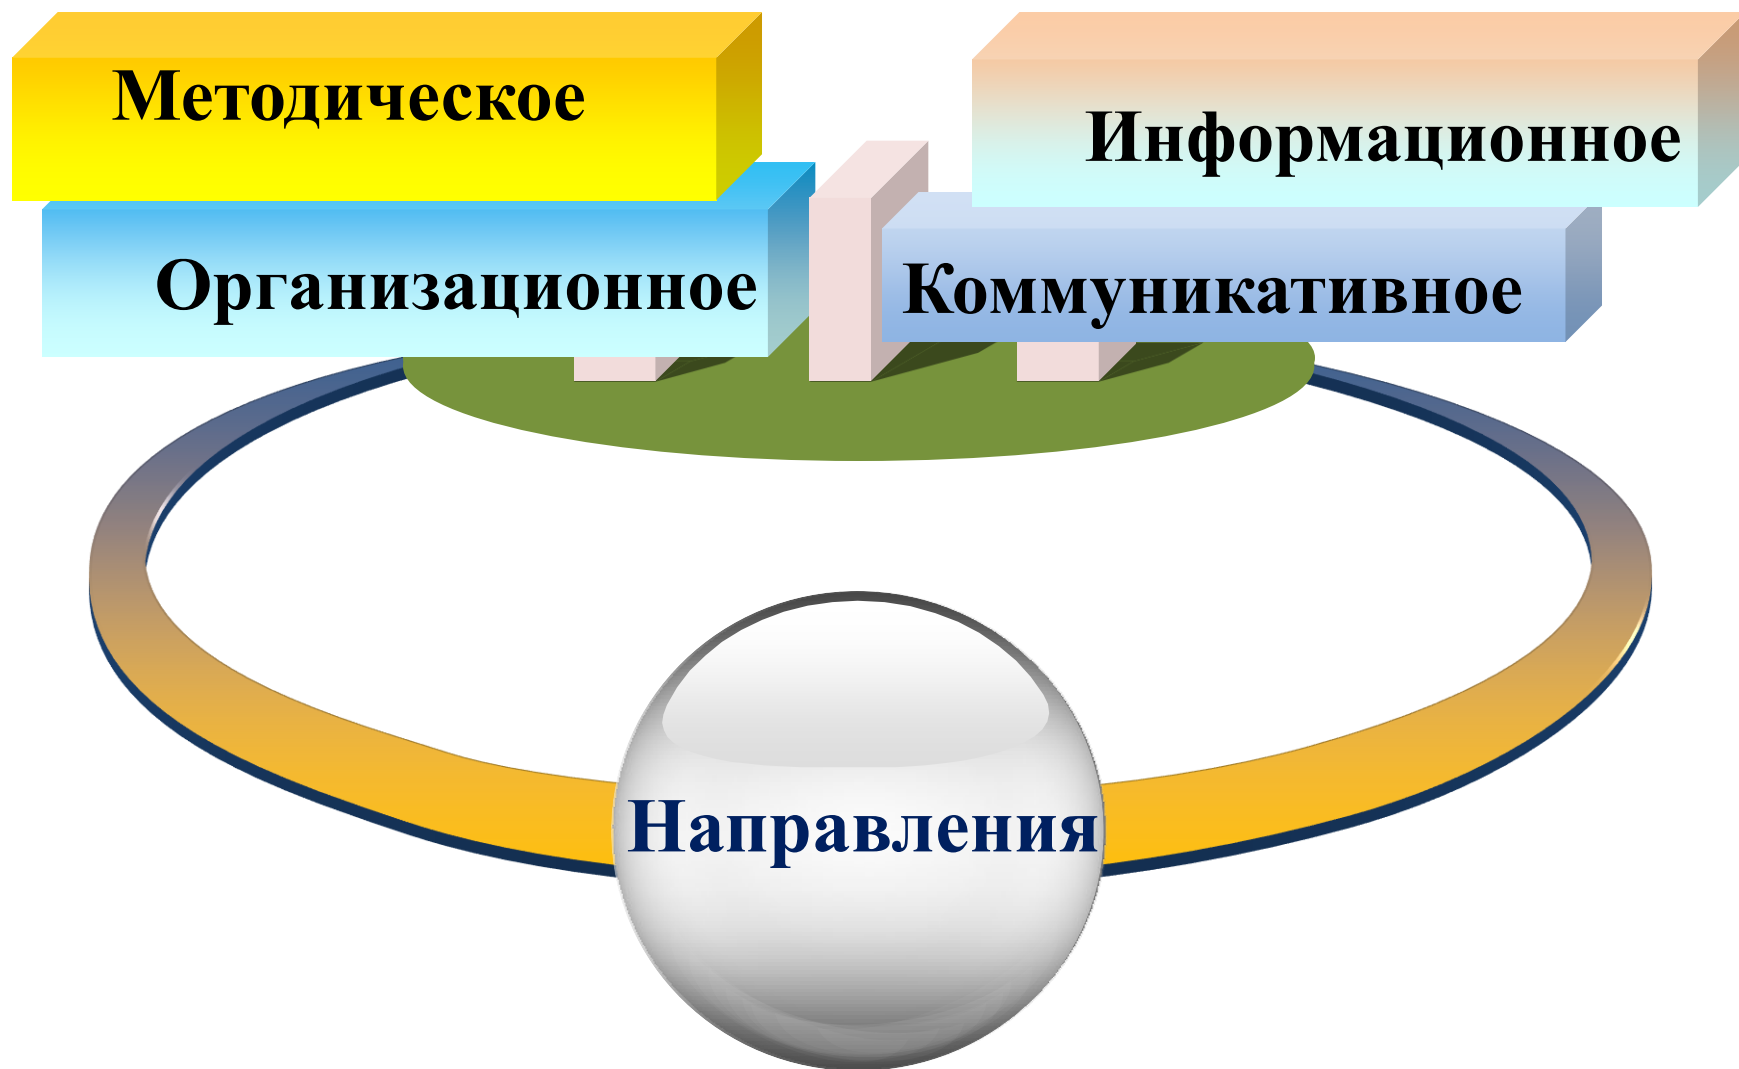 Методическое
Информационное
Организационное
Коммуникативное
Направления